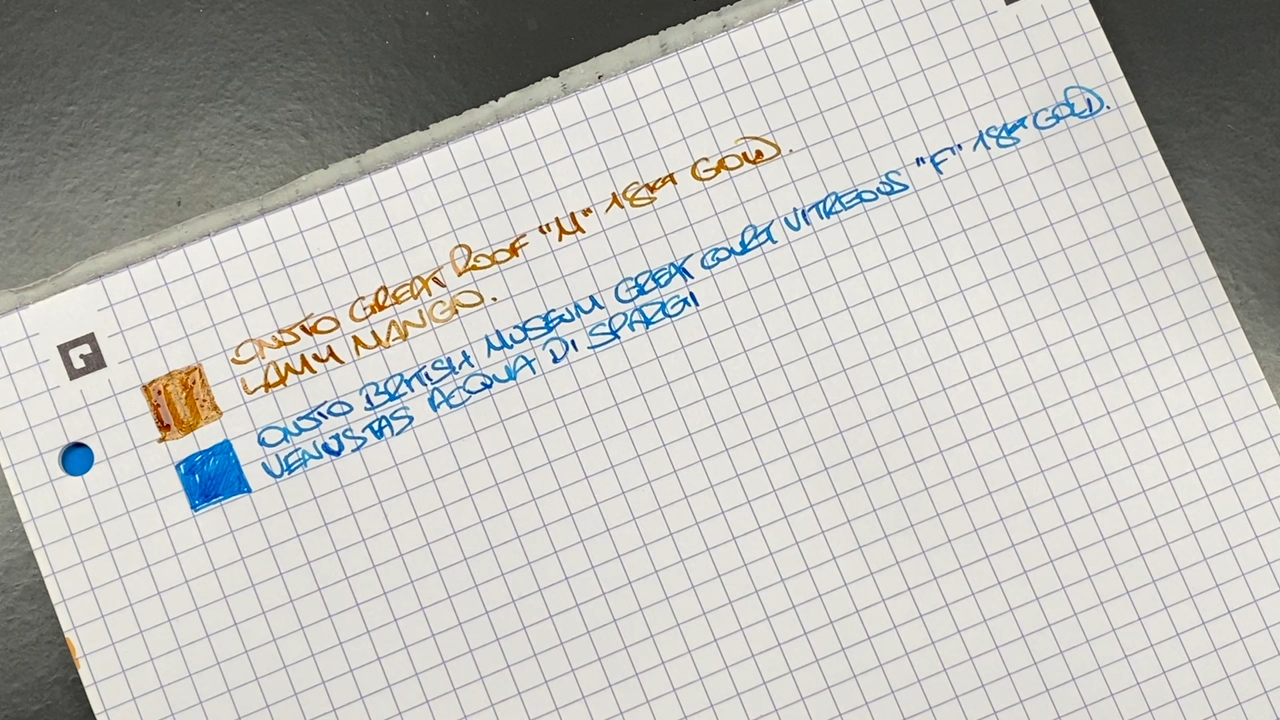 ONOTO GREAT ROOF "M" 18KT GOLD.
LAMY MANGO.
ONOTO BRITISH MUSEUM GREAT COURT VITREOUS "F" 18KT GOLD.
VENVSTAS ACQUA DI SPARGI